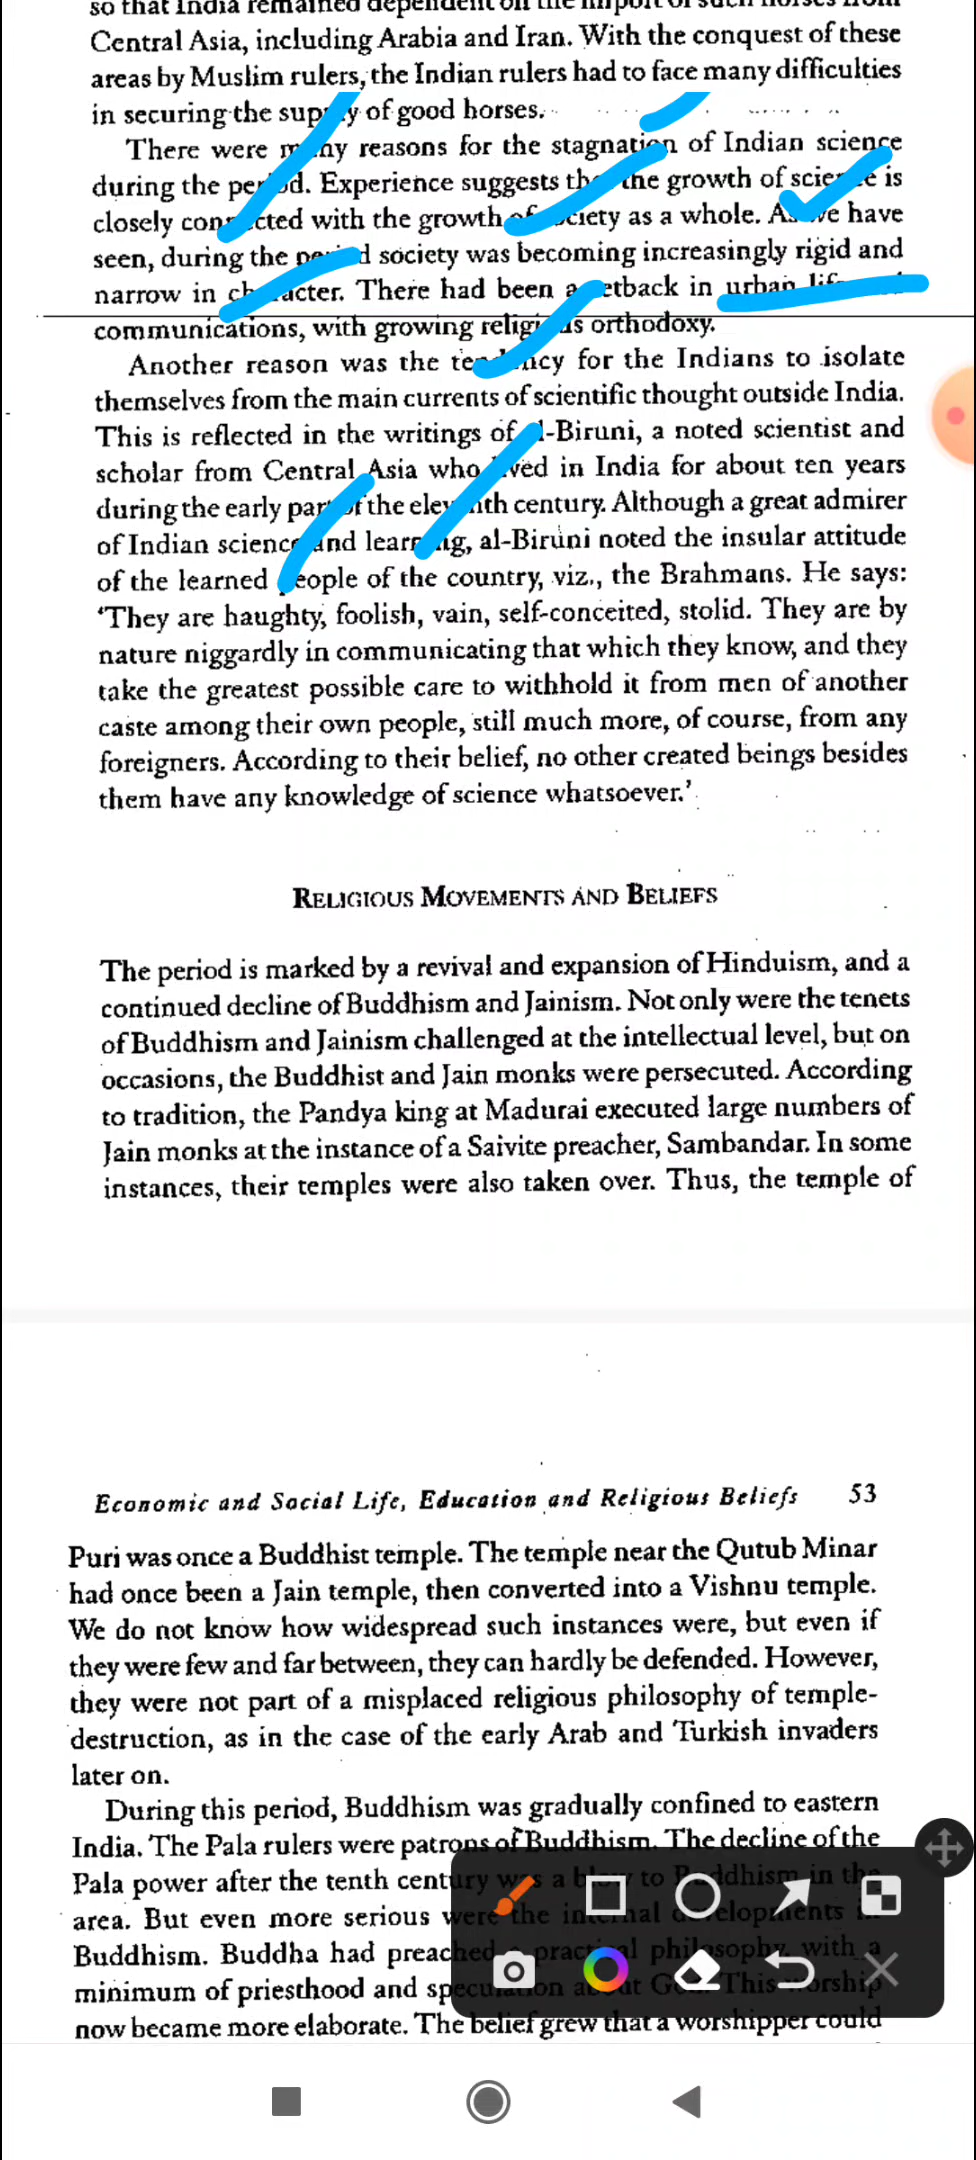 so that India remained dependent on the import of such horses from
Central Asia, including Arabia and Iran. With the conquest of these
areas by Muslim rulers, the Indian rulers had to face many difficulties
in securing the supply of good horses.
There were many reasons for the stagnation of Indian science
during the period. Experience suggests that the growth of science is
closely connected with the growth of society as a whole. As we have
seen, during the period society was becoming increasingly rigid and
narrow in character. There had been a setback in urban life and
communications, with growing religious orthodoxy.
Another reason was the tendency for the Indians to isolate
themselves from the main currents of scientific thought outside India.
This is reflected in the writings of al-Biruni, a noted scientist and
scholar from Central Asia who lived in India for about ten years
during the early part of the eleventh century. Although a great admirer
of Indian science and learning, al-Biruni noted the insular attitude
of the learned people of the country, viz., the Brahmans. He says:
‘They are haughty, foolish, vain, self-conceited, stolid. They are by
nature niggardly in communicating that which they know, and they
take the greatest possible care to withhold it from men of another
caste among their own people, still much more, of course, from any
foreigners. According to their belief, no other created beings besides
them have any knowledge of science whatsoever.’
RELIGIOUS MOVEMENTS AND BELIEFS
The period is marked by a revival and expansion of Hinduism, and a
continued decline of Buddhism and Jainism. Not only were the tenets
of Buddhism and Jainism challenged at the intellectual level, but on
occasions, the Buddhist and Jain monks were persecuted. According
to tradition, the Pandya king at Madurai executed large numbers of
Jain monks at the instance of a Saivite preacher, Sambandar. In some
instances, their temples were also taken over. Thus, the temple of
Economic and Social Life, Education and Religious Beliefs 53
Puri was once a Buddhist temple. The temple near the Qutub Minar
had once been a Jain temple, then converted into a Vishnu temple.
We do not know how widespread such instances were, but even if
they were few and far between, they can hardly be defended. However,
they were not part of a misplaced religious philosophy of temple-
destruction, as in the case of the early Arab and Turkish invaders
later on.
During this period, Buddhism was gradually confined to eastern
India. The Pala rulers were patrons of Buddhism. The decline of the
Pala power after the tenth century was a blow to Buddhism in the
area. But even more serious were the internal developments in
Buddhism. Buddha had preached a practical philosophy, with a
minimum of priesthood and speculation about God. This worship
now became more elaborate. The belief grew that a worshipper could